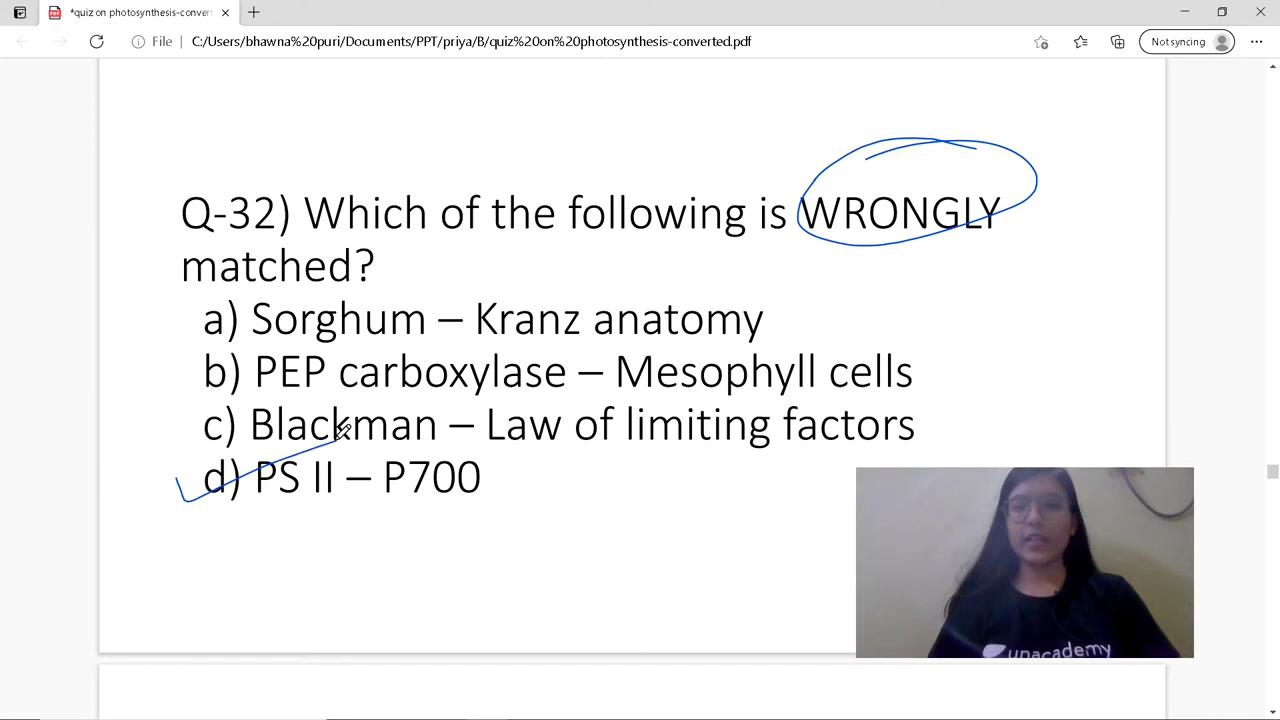 *quiz on photosynthesis-convert
File
C:/Users/bhawna%20puri/Documents/PPT/priya/B/quiz%20on%20photosynthesis-converted.pdf
Not syncing
Q-32) Which of the following is WRONGLY
matched?
a) Sorghum – Kranz anatomy
b) PEP carboxylase – Mesophyll cells
c) Blackman – Law of limiting factors
d) PS II – P700
unacademy